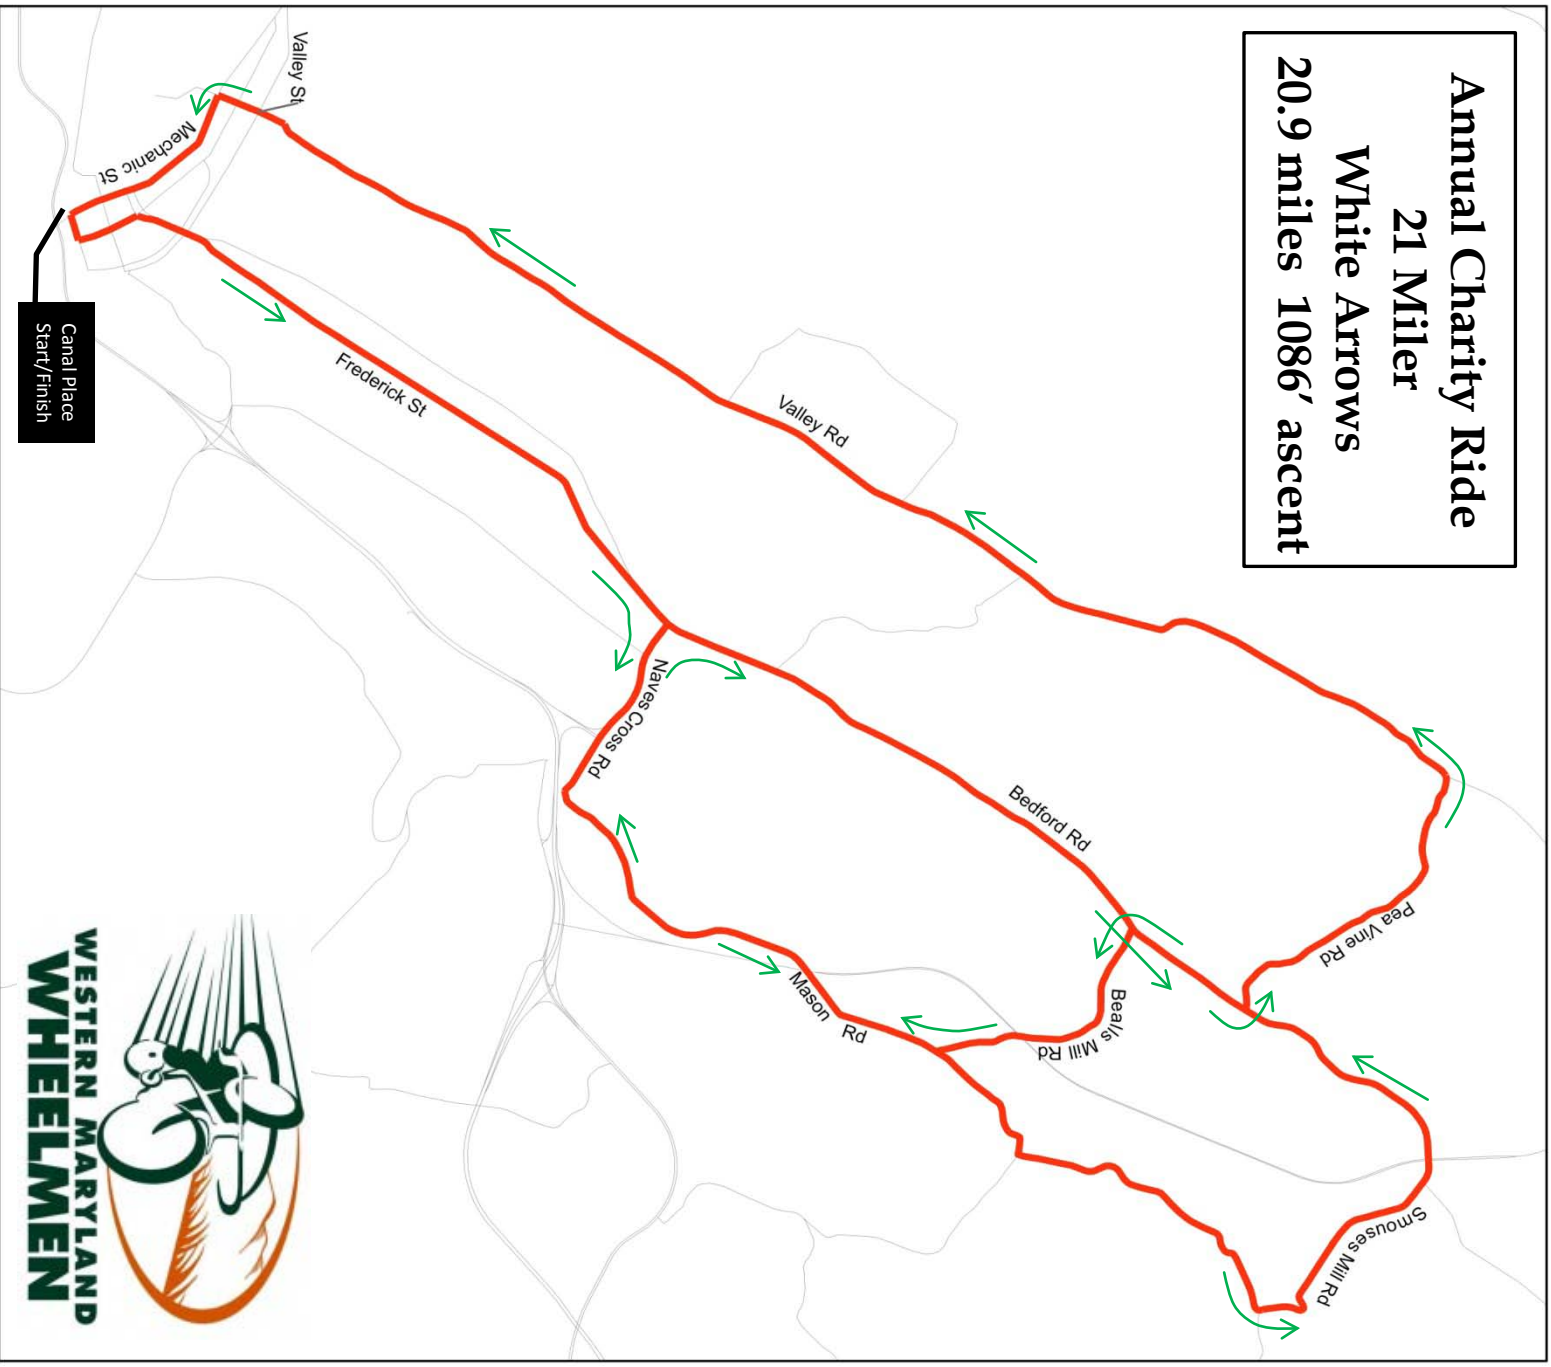 Annual Charity Ride
21 Miler
White Arrows
20.9 miles 1086’ ascent
Valley St
Mechanic St
Canal Place
Start/Finish
Frederick St
Valley Rd
Naves Cross Rd
Bedford Rd
Pea Vine Rd
Mason Rd
Bealls Mill Rd
Smouses Mill Rd
WESTERN MARYLAND
WHEELMEN